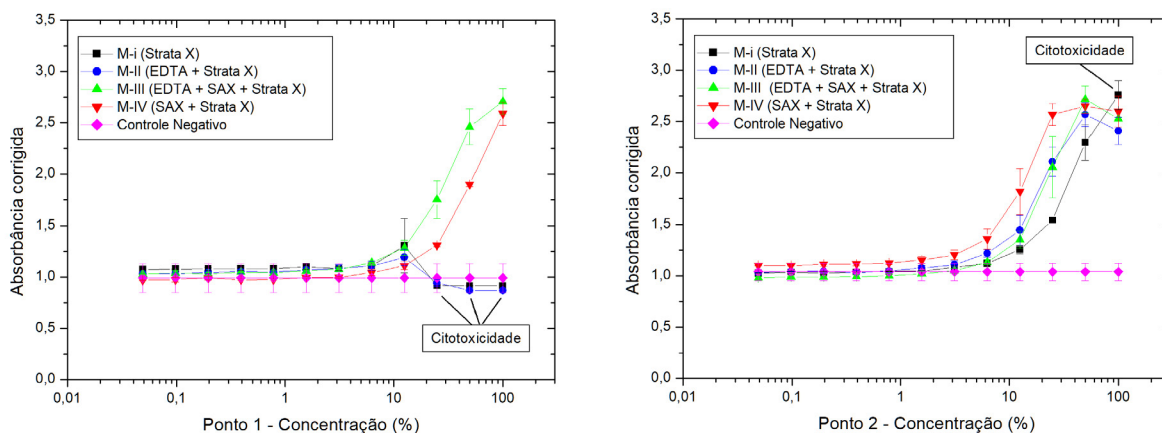 3,5
3,0
2,5
2,0
1,5
1,0
0,5
0,0
Absorbância corrigida
M-i (Strata X)
M-II (EDTA + Strata X)
M-III (EDTA + SAX + Strata X)
M-IV (SAX + Strata X)
Controle Negativo
Citotoxicidade
0,01
0,1
1
10
100
Ponto 1 - Concentração (%)
3,5
3,0
2,5
2,0
1,5
1,0
0,5
0,0
Absorbância corrigida
M-i (Strata X)
M-II (EDTA + Strata X)
M-III (EDTA + SAX + Strata X)
M-IV (SAX + Strata X)
Controle Negativo
Citotoxicidade
0,01
0,1
1
10
100
Ponto 2 - Concentração (%)